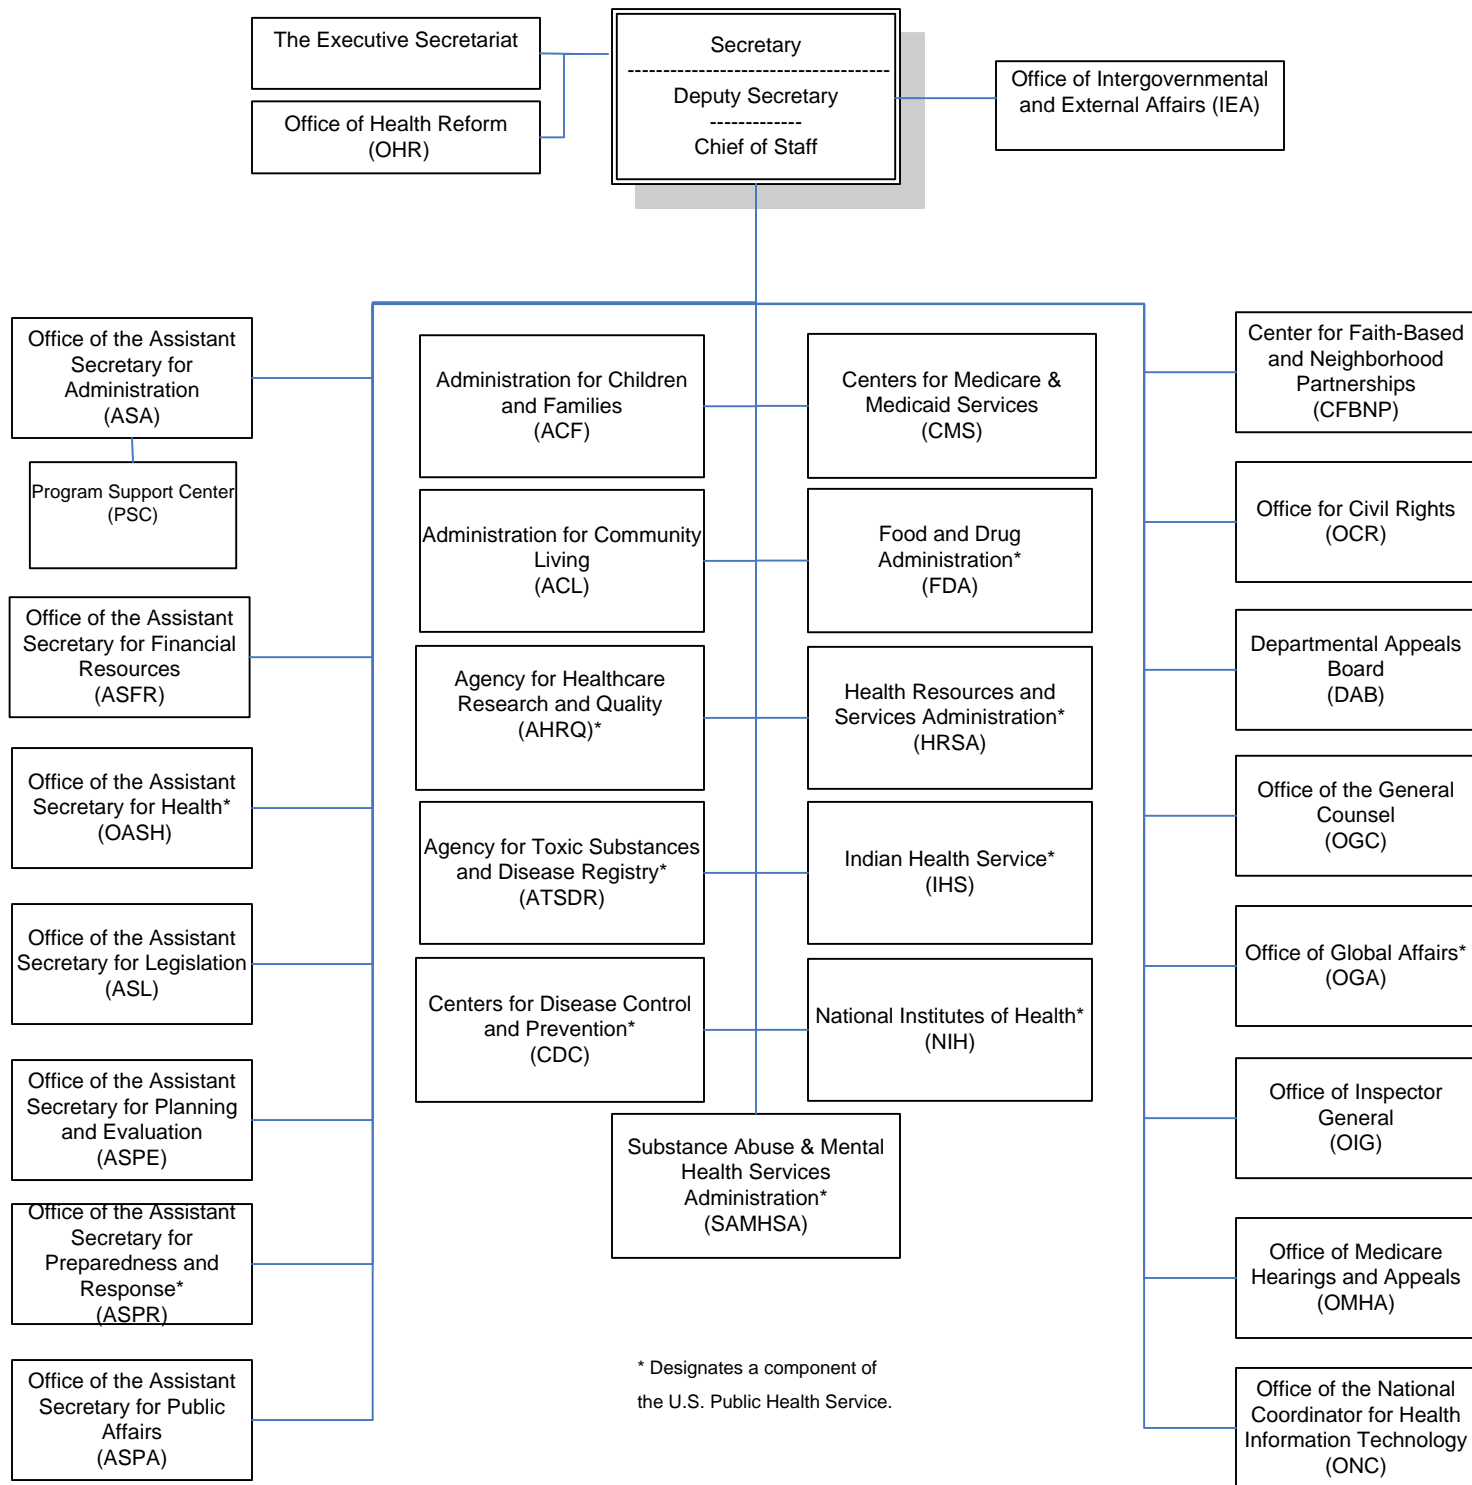 The Executive Secretariat
Office of Health Reform
(OHR)
Secretary
--------------------------------------
Deputy Secretary
-------------
Chief of Staff
Office of Intergovernmental
and External Affairs (IEA)
Office of the Assistant
Secretary for
Administration
(ASA)
Program Support Center
(PSC)
Office of the Assistant
Secretary for Financial
Resources
(ASFR)
Office of the Assistant
Secretary for Health*
(OASH)
Office of the Assistant
Secretary for Legislation
(ASL)
Office of the Assistant
Secretary for Planning
and Evaluation
(ASPE)
Office of the Assistant
Secretary for
Preparedness and
Response*
(ASPR)
Office of the Assistant
Secretary for Public
Affairs
(ASPA)
Administration for Children
and Families
(ACF)
Administration for Community
Living
(ACL)
Agency for Healthcare
Research and Quality
(AHRQ)*
Agency for Toxic Substances
and Disease Registry*
(ATSDR)
Centers for Disease Control
and Prevention*
(CDC)
Centers for Medicare &
Medicaid Services
(CMS)
Food and Drug
Administration*
(FDA)
Health Resources and
Services Administration*
(HRSA)
Indian Health Service*
(IHS)
National Institutes of Health*
(NIH)
Substance Abuse & Mental
Health Services
Administration*
(SAMHSA)
* Designates a component of
the U.S. Public Health Service.
Center for Faith-Based
and Neighborhood
Partnerships
(CFBNP)
Office for Civil Rights
(OCR)
Departmental Appeals
Board
(DAB)
Office of the General
Counsel
(OGC)
Office of Global Affairs*
(OGA)
Office of Inspector
General
(OIG)
Office of Medicare
Hearings and Appeals
(OMHA)
Office of the National
Coordinator for Health
Information Technology
(ONC)